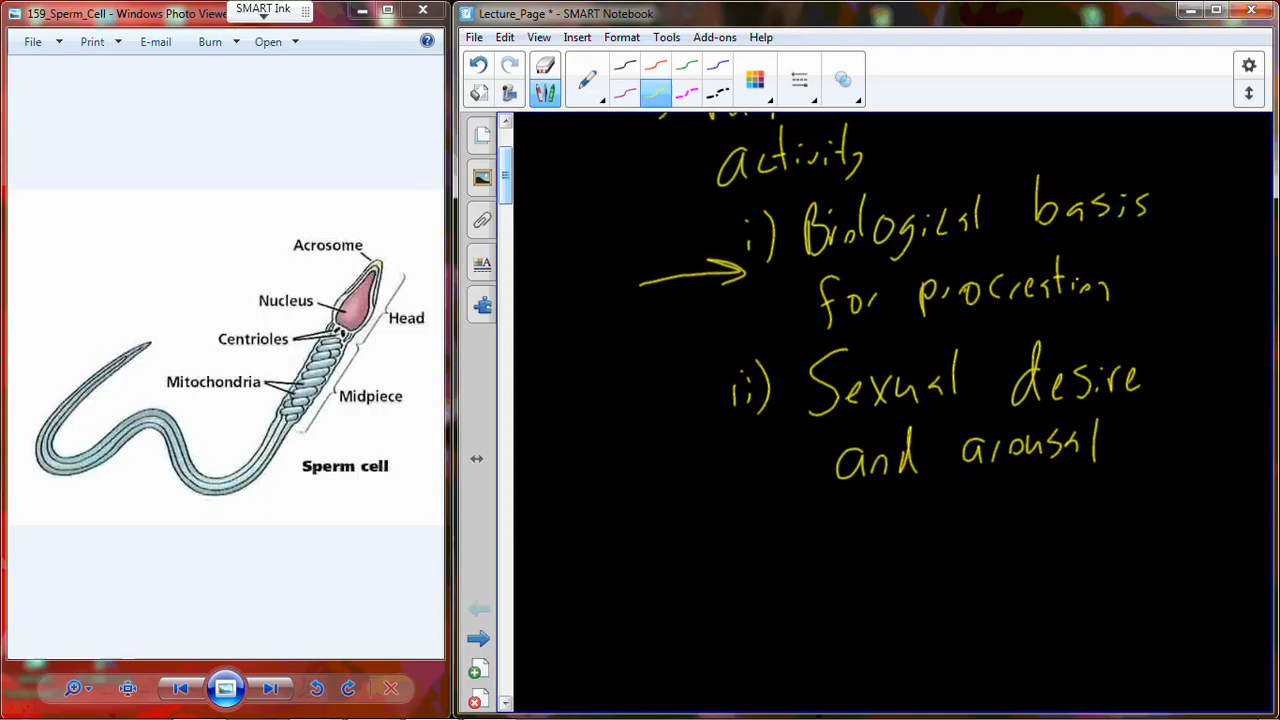 159_Sperm_Cell - Windows Photo Viewer
SMART Ink
File Print E-mail Burn Open
Acrosome
Nucleus
Head
Centrioles
Mitochondria
Midpiece
Sperm cell
Lecture_Page * - SMART Notebook
File Edit View Insert Format Tools Add-ons Help
activity
i) Biological basis
for procreation
ii) Sexual desire
and arousal